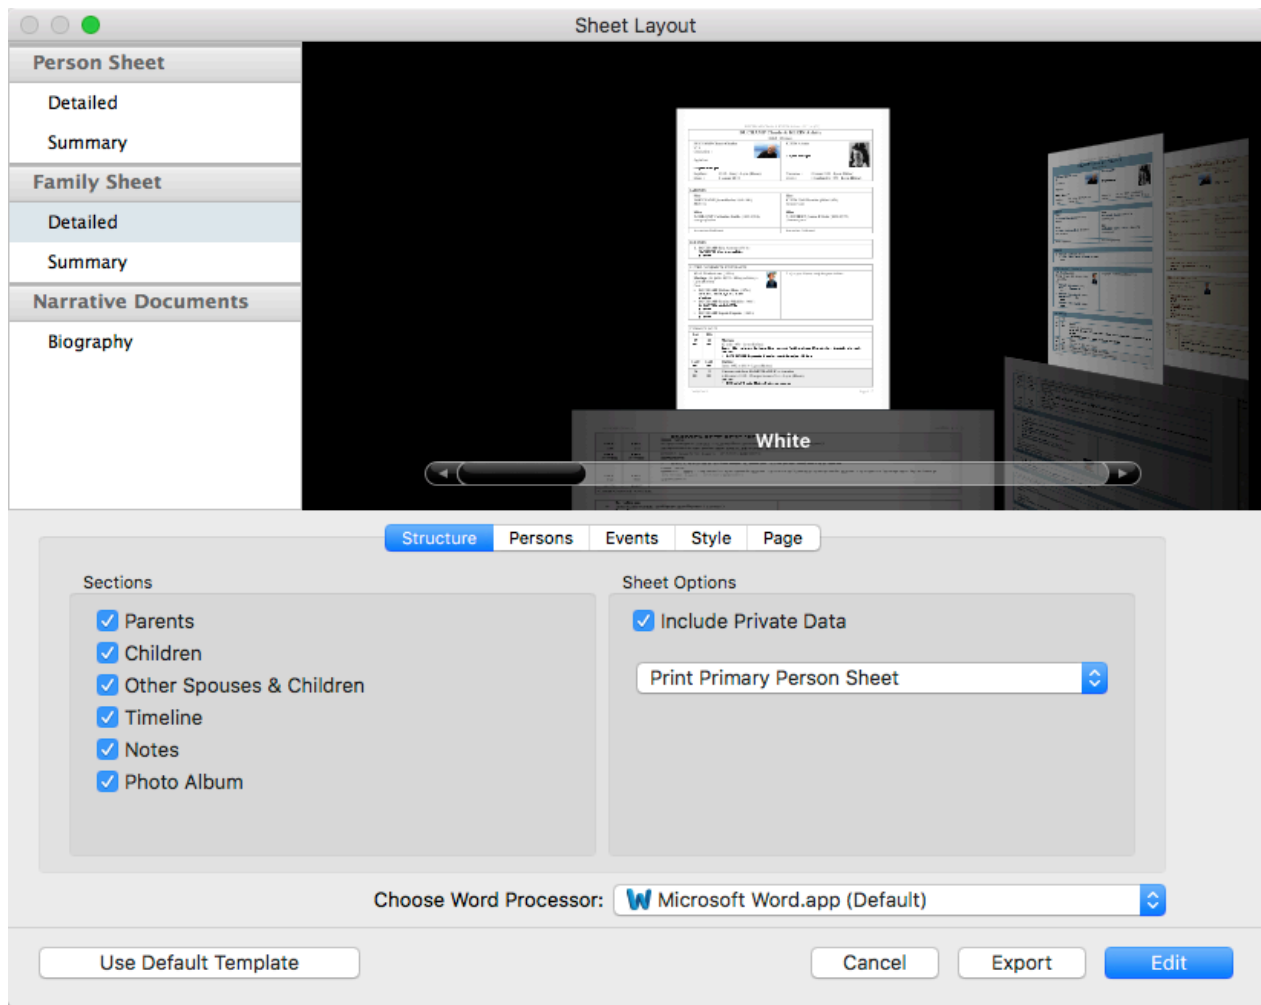 Sheet Layout
Person Sheet
Detailed
Summary
Family Sheet
Detailed
Summary
Narrative Documents
Biography
White
Structure Persons Events Style Page
Sections
Parents
Children
Other Spouses & Children
Timeline
Notes
Photo Album
Sheet Options
Include Private Data
Print Primary Person Sheet
Choose Word Processor: Microsoft Word.app (Default)
Use Default Template Cancel Export Edit